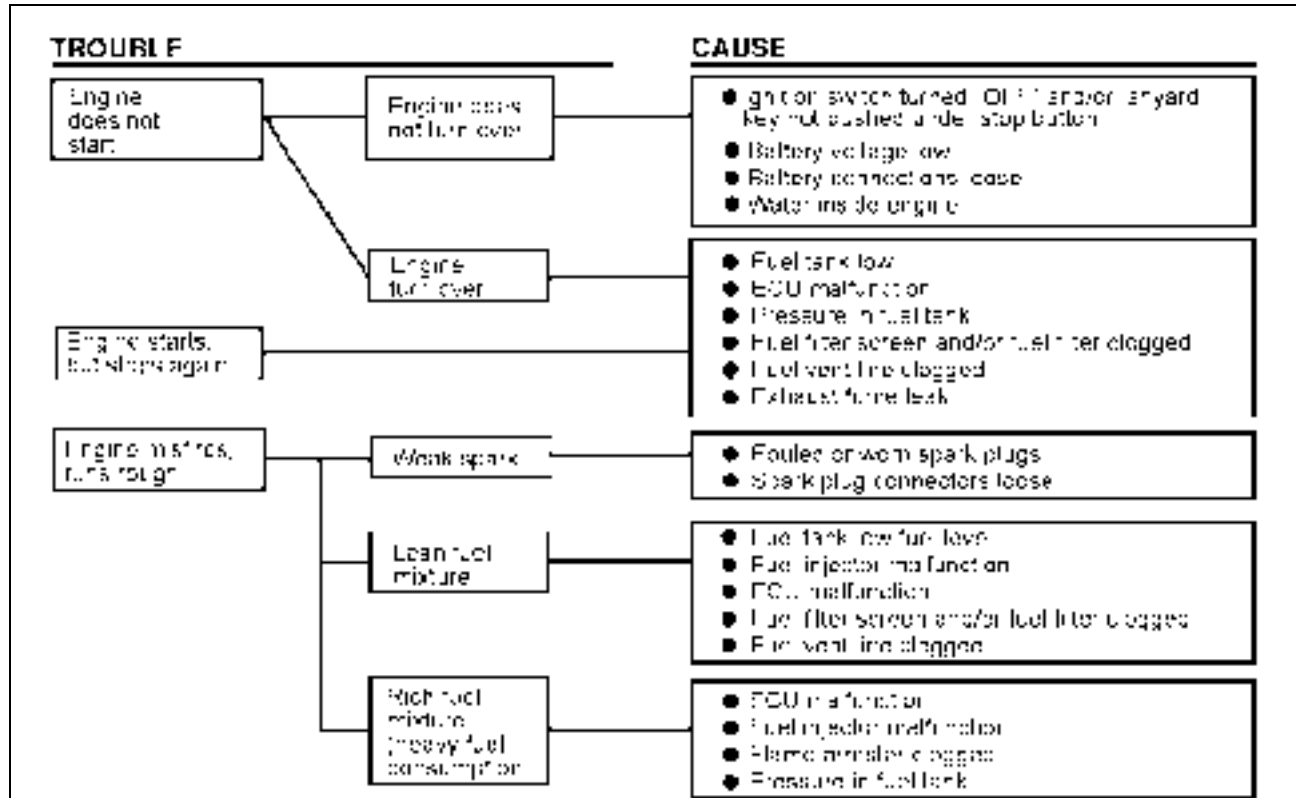 TROUBLE
CAUSE
Engine
does not
start
Engine does
not turn over
● Ignition switch turned "OFF" and/or lanyard
key not pushed under stop button
● Battery voltage low
● Battery connections loose
● Water inside engine
Engine
turn over
● Fuel tank low
● ECU malfunction
● Pressure in fuel tank
● Fuel filter screen and/or fuel filter clogged
● Fuel vent line clogged
● Exhaust fume leak
Engine starts,
but stops again
Engine misfires,
runs rough
Weak spark
● Fouled or worn spark plugs
● Spark plug connectors loose
Lean fuel
mixture
● Fuel tank low fuel level
● Fuel injector malfunction
● ECU malfunction
● Fuel filter screen and/or fuel filter clogged
● Fuel vent line clogged
Rich fuel
mixture
(heavy fuel
consumption
● ECU malfunction
● Fuel injector malfunction
● Flame arrester clogged
● Pressure in fuel tank